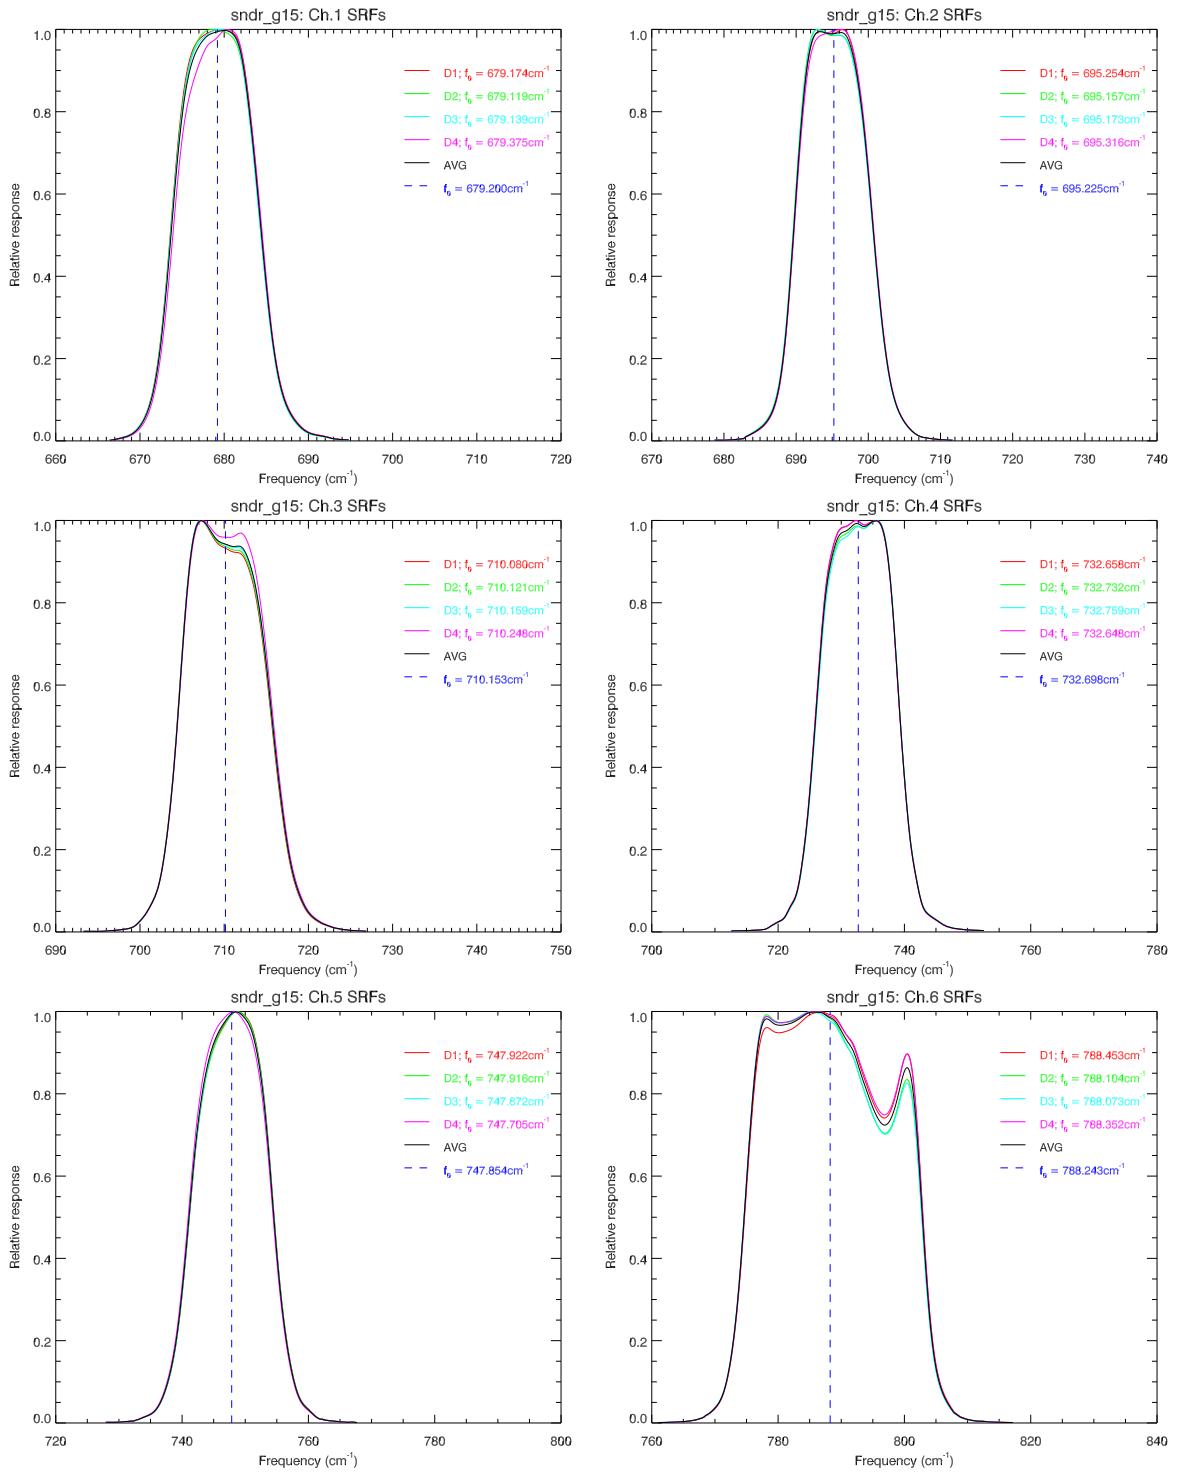 sndr_g15: Ch.1 SRFs
Relative response
1.0
0.8
0.6
0.4
0.2
0.0
D1; f₀ = 679.174cm⁻¹
D2; f₀ = 679.119cm⁻¹
D3; f₀ = 679.139cm⁻¹
D4; f₀ = 679.375cm⁻¹
AVG
f₀ = 679.200cm⁻¹
660 670 680 690 700 710 720
Frequency (cm⁻¹)
sndr_g15: Ch.2 SRFs
Relative response
1.0
0.8
0.6
0.4
0.2
0.0
D1; f₀ = 695.254cm⁻¹
D2; f₀ = 695.157cm⁻¹
D3; f₀ = 695.173cm⁻¹
D4; f₀ = 695.316cm⁻¹
AVG
f₀ = 695.225cm⁻¹
670 680 690 700 710 720 730 740
Frequency (cm⁻¹)
sndr_g15: Ch.3 SRFs
Relative response
1.0
0.8
0.6
0.4
0.2
0.0
D1; f₀ = 710.080cm⁻¹
D2; f₀ = 710.121cm⁻¹
D3; f₀ = 710.159cm⁻¹
D4; f₀ = 710.248cm⁻¹
AVG
f₀ = 710.153cm⁻¹
690 700 710 720 730 740 750
Frequency (cm⁻¹)
sndr_g15: Ch.4 SRFs
Relative response
1.0
0.8
0.6
0.4
0.2
0.0
D1; f₀ = 732.658cm⁻¹
D2; f₀ = 732.732cm⁻¹
D3; f₀ = 732.759cm⁻¹
D4; f₀ = 732.648cm⁻¹
AVG
f₀ = 732.698cm⁻¹
700 720 740 760 780
Frequency (cm⁻¹)
sndr_g15: Ch.5 SRFs
Relative response
1.0
0.8
0.6
0.4
0.2
0.0
D1; f₀ = 747.922cm⁻¹
D2; f₀ = 747.916cm⁻¹
D3; f₀ = 747.872cm⁻¹
D4; f₀ = 747.705cm⁻¹
AVG
f₀ = 747.854cm⁻¹
720 740 760 780 800
Frequency (cm⁻¹)
sndr_g15: Ch.6 SRFs
Relative response
1.0
0.8
0.6
0.4
0.2
0.0
D1; f₀ = 788.453cm⁻¹
D2; f₀ = 788.104cm⁻¹
D3; f₀ = 788.073cm⁻¹
D4; f₀ = 788.352cm⁻¹
AVG
f₀ = 788.243cm⁻¹
760 780 800 820 840
Frequency (cm⁻¹)